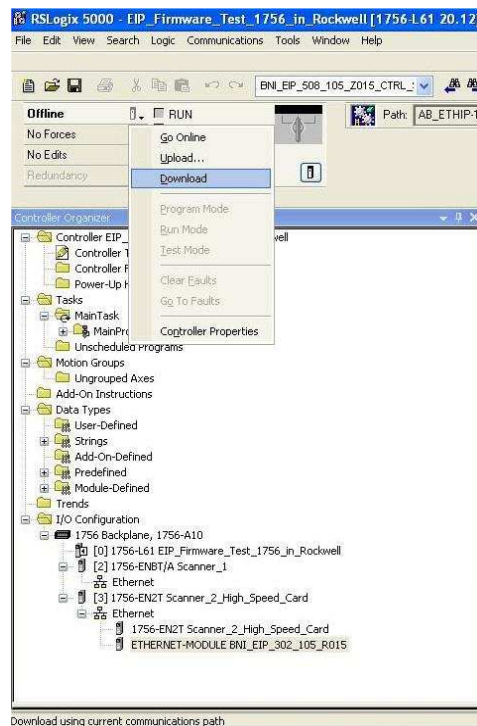 RSLogix 5000 - EIP_Firmware_Test_1756_in_Rockwell [1756-L61 20.12]
File Edit View Search Logic Communications Tools Window Help
BNI_EIP_508_105_Z015_CTRL_
Offline RUN Path: AB_ETHIP-1
No Forces Go Online
No Edits Upload...
Redundancy Download
Program Mode
Controller Organizer Run Mode
Controller EIP_ Test Mode
Controller
Controller Clear Faults
Power-Up Go To Faults
Tasks
MainTask
Controller Properties
Unscheduled Programs
Motion Groups
Ungrouped Axes
Add-On Instructions
Data Types
User-Defined
Strings
Add-On-Defined
Predefined
Module-Defined
Trends
I/O Configuration
1756 Backplane, 1756-A10
[0] 1756-L61 EIP_Firmware_Test_1756_in_Rockwell
[2] 1756-ENBT/A Scanner_1
Ethernet
[3] 1756-EN2T Scanner_2_High_Speed_Card
Ethernet
1756-EN2T Scanner_2_High_Speed_Card
ETHERNET-MODULE BNI_EIP_302_105_R015
Download using current communications path